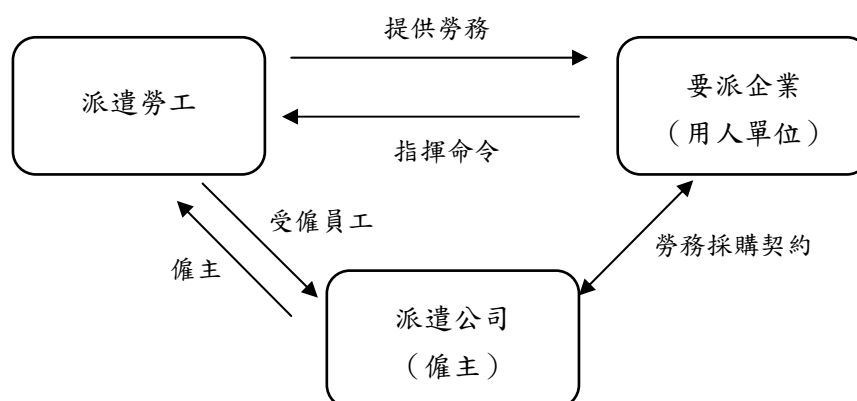 提供勞務
派遣勞工
要派企業
（用人單位）
指揮命令
受僱員工
僱主
勞務採購契約
派遣公司
（僱主）